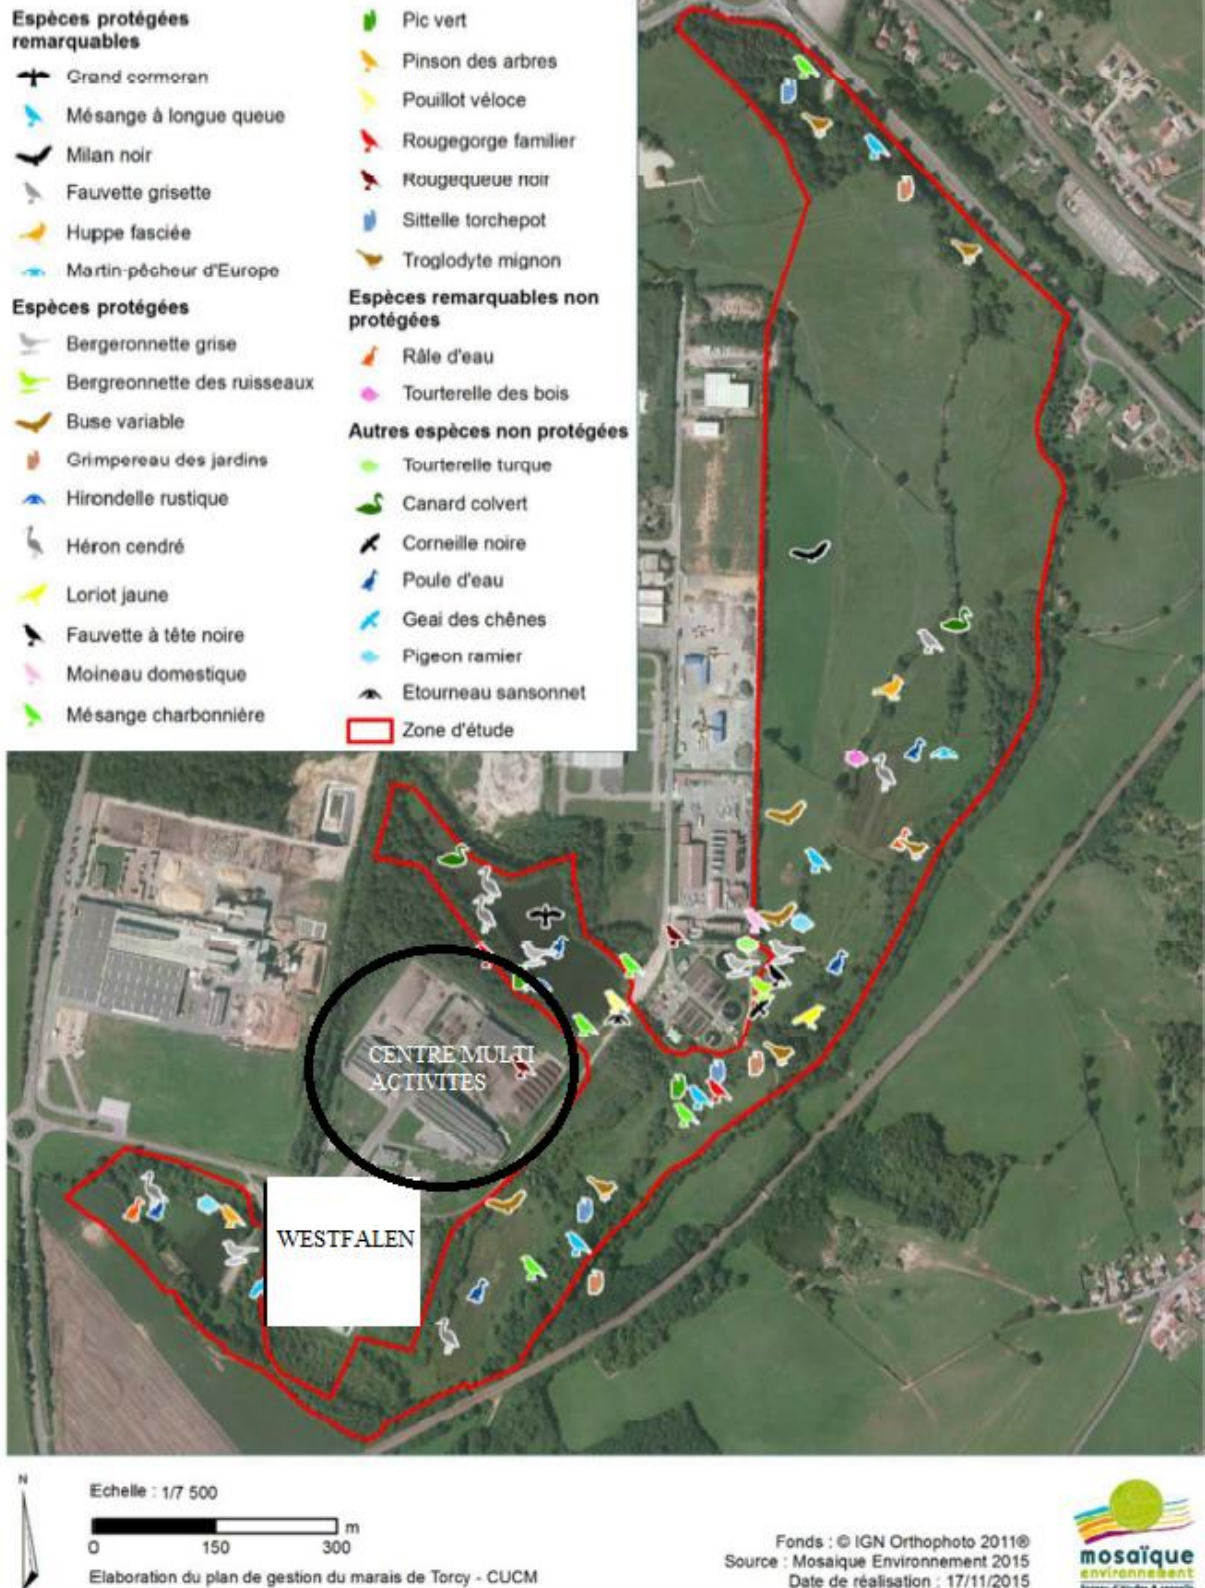 Espèces protégées
remarquables
Grand cormoran
Mésange à longue queue
Milan noir
Fauvette grisette
Huppe fasciée
Martin-pêcheur d'Europe
Espèces protégées
Bergeronnette grise
Bergreonnette des ruisseaux
Buse variable
Grimpereau des jardins
Hirondelle rustique
Héron cendré
Loriot jaune
Fauvette à tête noire
Moineau domestique
Mésange charbonnière
Pic vert
Pinson des arbres
Pouillot véloce
Rougegorge familier
Rougequeue noir
Sittelle torchepot
Troglodyte mignon
Espèces remarquables non
protégées
Râle d'eau
Tourterelle des bois
Autres espèces non protégées
Tourterelle turque
Canard colvert
Corneille noire
Poule d'eau
Geai des chênes
Pigeon ramier
Etourneau sansonnet
Zone d'étude
CENTRE MULTI
ACTIVITES
WESTFALEN
N
Echelle : 1/7 500
m
0 150 300
Elaboration du plan de gestion du marais de Torcy - CUCM
Fonds : © IGN Orthophoto 2011®
Source : Mosaique Environnement 2015
Date de réalisation : 17/11/2015
mosaïque
environnement